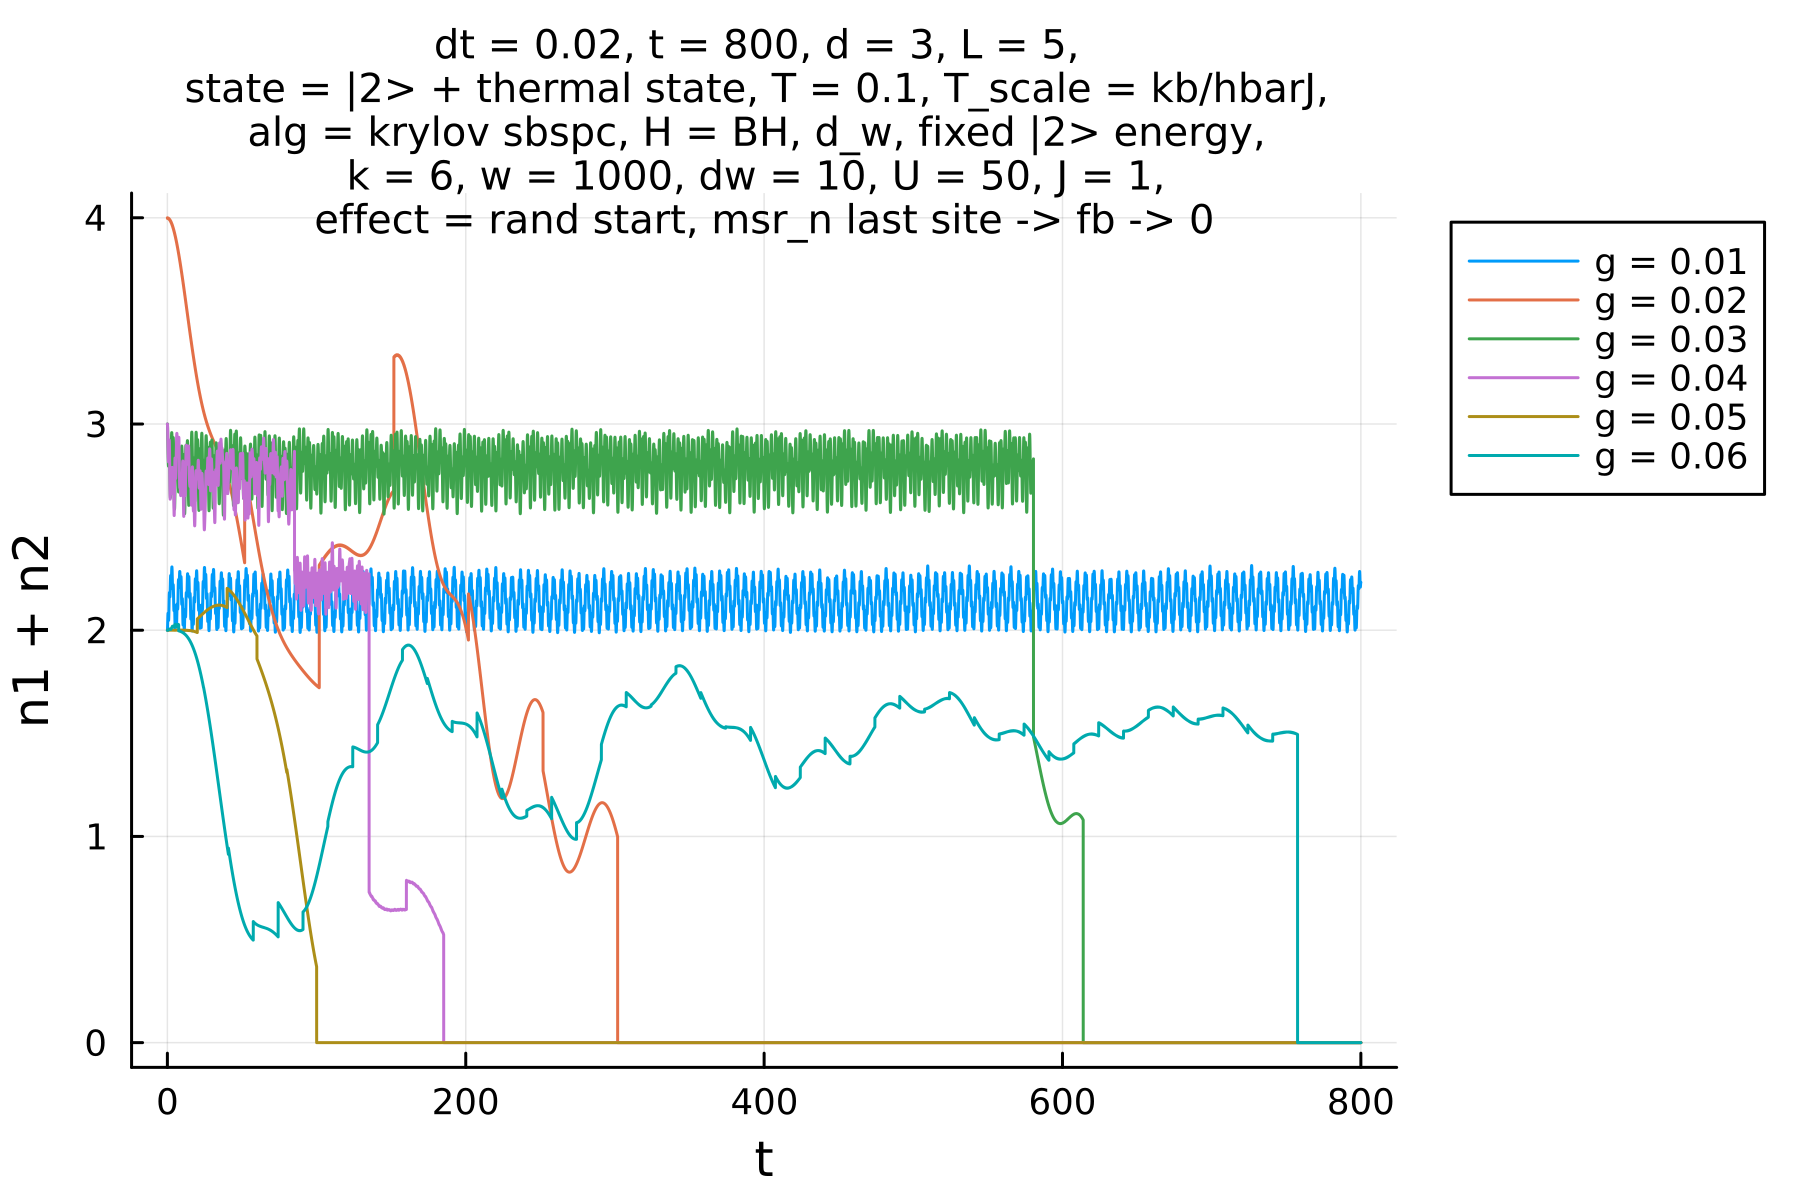 dt = 0.02, t = 800, d = 3, L = 5,
state = |2> + thermal state, T = 0.1, T_scale = kb/hbarJ,
alg = krylov sbspc, H = BH, d_w, fixed |2> energy,
k = 6, w = 1000, dw = 10, U = 50, J = 1,
effect = rand start, msr_n last site -> fb -> 0
4
3
2
1
0
n1 + n2
0 200 400 600 800
t
g = 0.01
g = 0.02
g = 0.03
g = 0.04
g = 0.05
g = 0.06